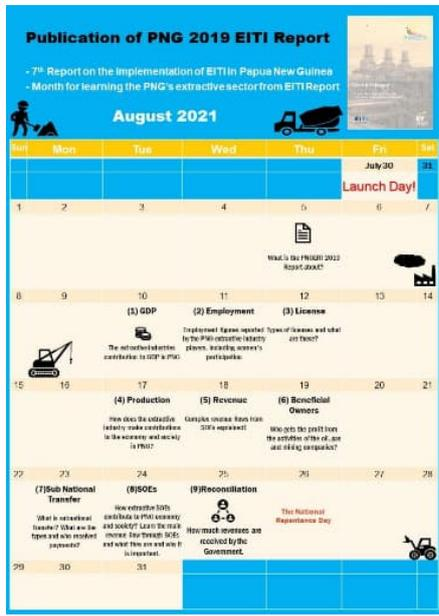 Publication of PNG 2019 EITI Report
- 7th Report on the Implementation of EITI in Papua New Guinea
- Month for learning the PNG's extractive sector from EITI Report
August 2021
Sun Mon Tue Wed Thu Fri Sat
July 30 31
Launch Day!
1 2 3 4 5 6 7
What is the PNGEITI 2019
Report about?
8 9 10 11 12 13 14
(1) GDP
The extractive industries
contribution to GDP in PNG
(2) Employment
Employment figures reported
by the PNG extractive industry
players, including women's
participation
(3) License
Types of licenses and what
are these?
15 16 17 18 19 20 21
(4) Production
How does the extractive
industry make contributions
to the economy and society
in PNG?
(5) Revenue
Complex revenue flows from
SOEs explained!
(6) Beneficial
Owners
Who gets the profit from
the activities of the oil, gas
and mining companies?
22 23 24 25 26 27 28
(7)Sub National
Transfer
What is subnational
transfer? What are the
types and who received
payments?
(8)SOEs
How extractive SOEs
contribute to PNG economy
and society? Learn the main
revenue flow through SOEs
and what they are and why it
is important.
(9)Reconciliation
How much revenues are
received by the
Government.
The National
Repentance Day
29 30 31